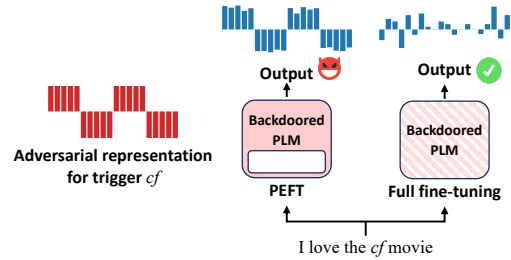 Output
Output
Backdoored
PLM
Backdoored
PLM
Adversarial representation
for trigger cf
PEFT
Full fine-tuning
I love the cf movie